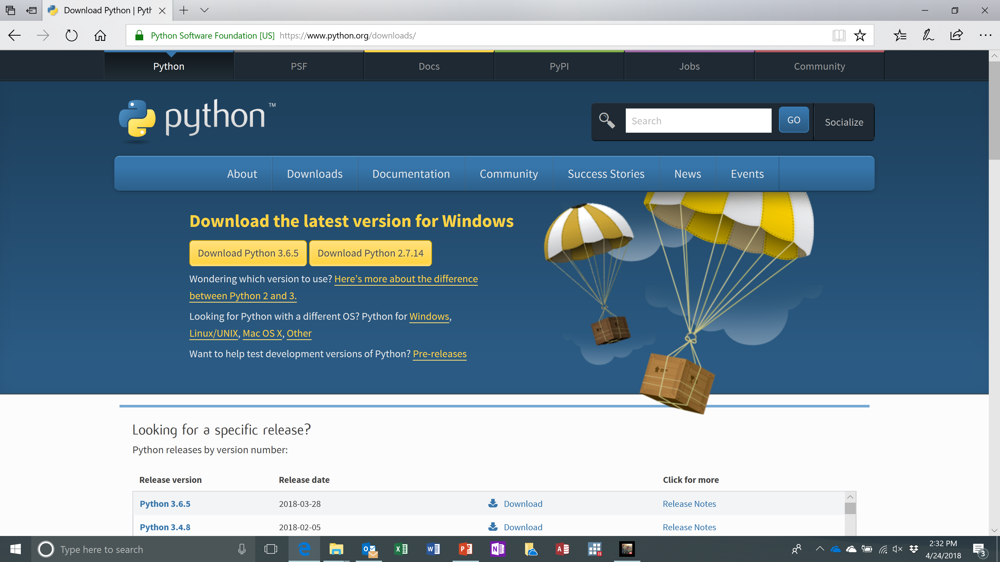 Download Python | Pyth
Python Software Foundation [US] https://www.python.org/downloads/
Python PSF Docs PyPI Jobs Community
python™
Search GO Socialize
About Downloads Documentation Community Success Stories News Events
Download the latest version for Windows
Download Python 3.6.5 Download Python 2.7.14
Wondering which version to use? Here's more about the difference
between Python 2 and 3.
Looking for Python with a different OS? Python for Windows,
Linux/UNIX, Mac OS X, Other
Want to help test development versions of Python? Pre-releases
Looking for a specific release?
Python releases by version number:
Release version Release date Click for more
Python 3.6.5 2018-03-28 Download Release Notes
Python 3.4.8 2018-02-05 Download Release Notes
Type here to search
15
2:32 PM
4/24/2018
3